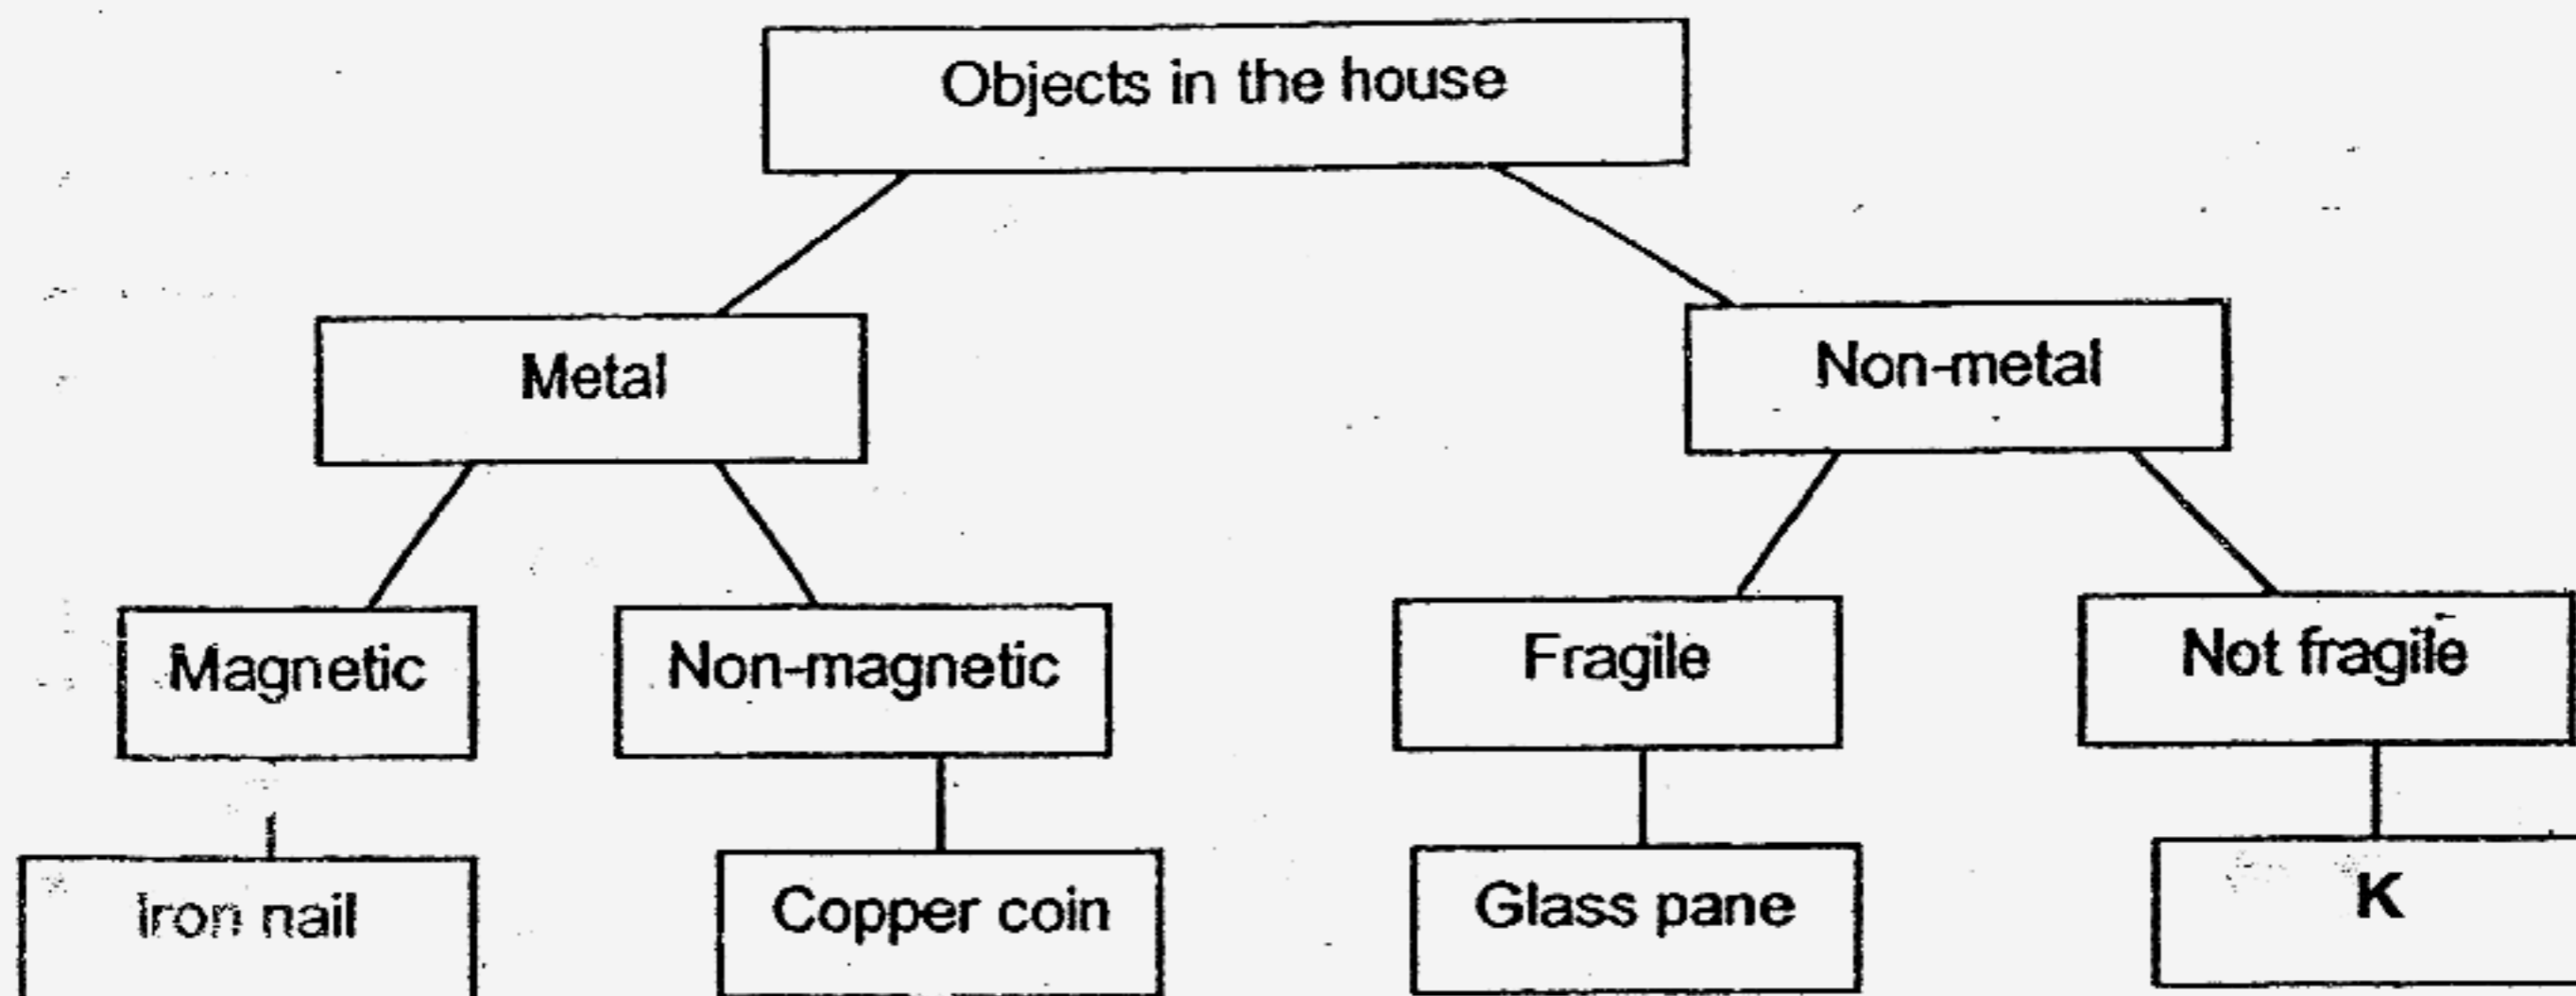 Objects in the house
Metal
Non-metal
Magnetic
Non-magnetic
Fragile
Not fragile
Iron nail
Copper coin
Glass pane
K